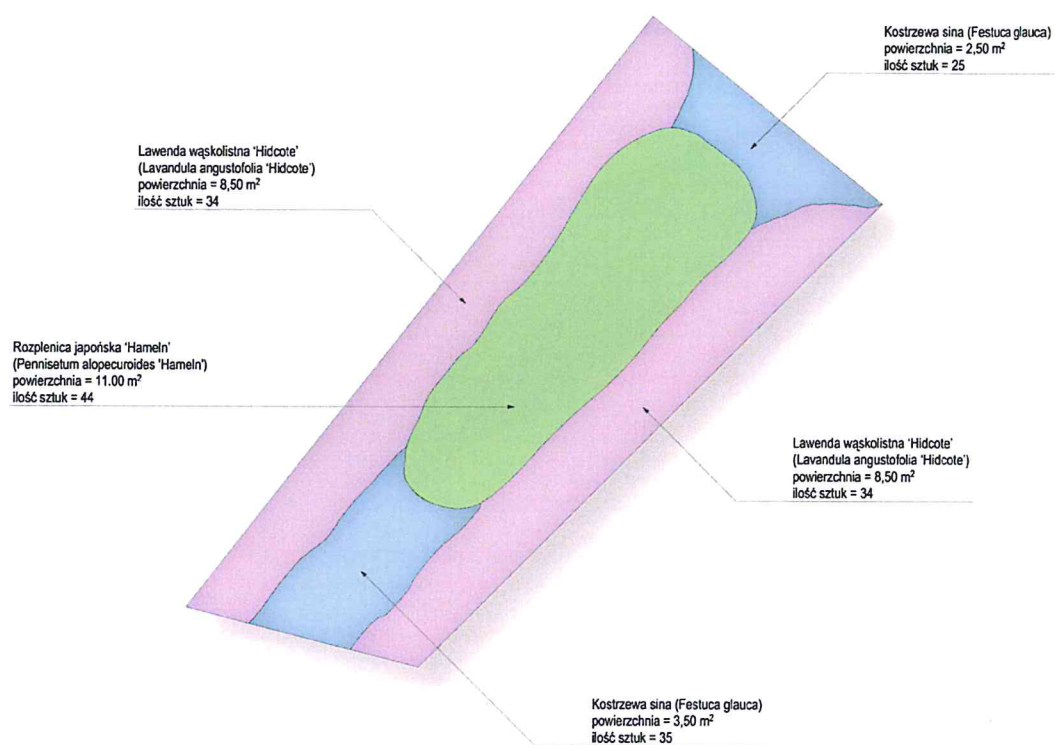 Kostrzewa sina (Festuca glauca)
powierzchnia = 2,50 m²
ilość sztuk = 25
Lawenda wąskolistna 'Hidcote'
(Lavandula angustofolia 'Hidcote')
powierzchnia = 8,50 m²
ilość sztuk = 34
Rozplenica japońska 'Hameln'
(Pennisetum alopecuroides 'Hameln')
powierzchnia = 11.00 m²
ilość sztuk = 44
Lawenda wąskolistna 'Hidcote'
(Lavandula angustofolia 'Hidcote')
powierzchnia = 8,50 m²
ilość sztuk = 34
Kostrzewa sina (Festuca glauca)
powierzchnia = 3,50 m²
ilość sztuk = 35